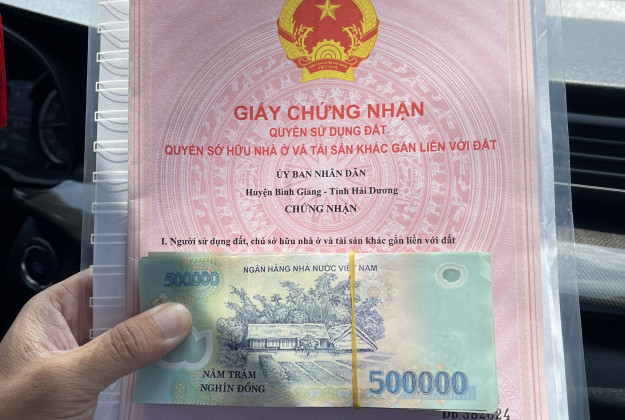 GIẤY CHỨNG NHẬN
QUYỀN SỬ DỤNG ĐẤT
QUYỀN SỞ HỮU NHÀ Ở VÀ TÀI SẢN KHÁC GẮN LIỀN VỚI ĐẤT
ỦY BAN NHÂN DÂN
Huyện Bình Giang - Tỉnh Hải Dương
CHỨNG NHẬN
I. Người sử dụng đất, chủ sở hữu nhà ở và tài sản khác gắn liền với đất
500000
NGÂN HÀNG NHÀ NƯỚC VIỆT NAM
NĂM TRĂM
NGHÌN ĐỒNG
500000